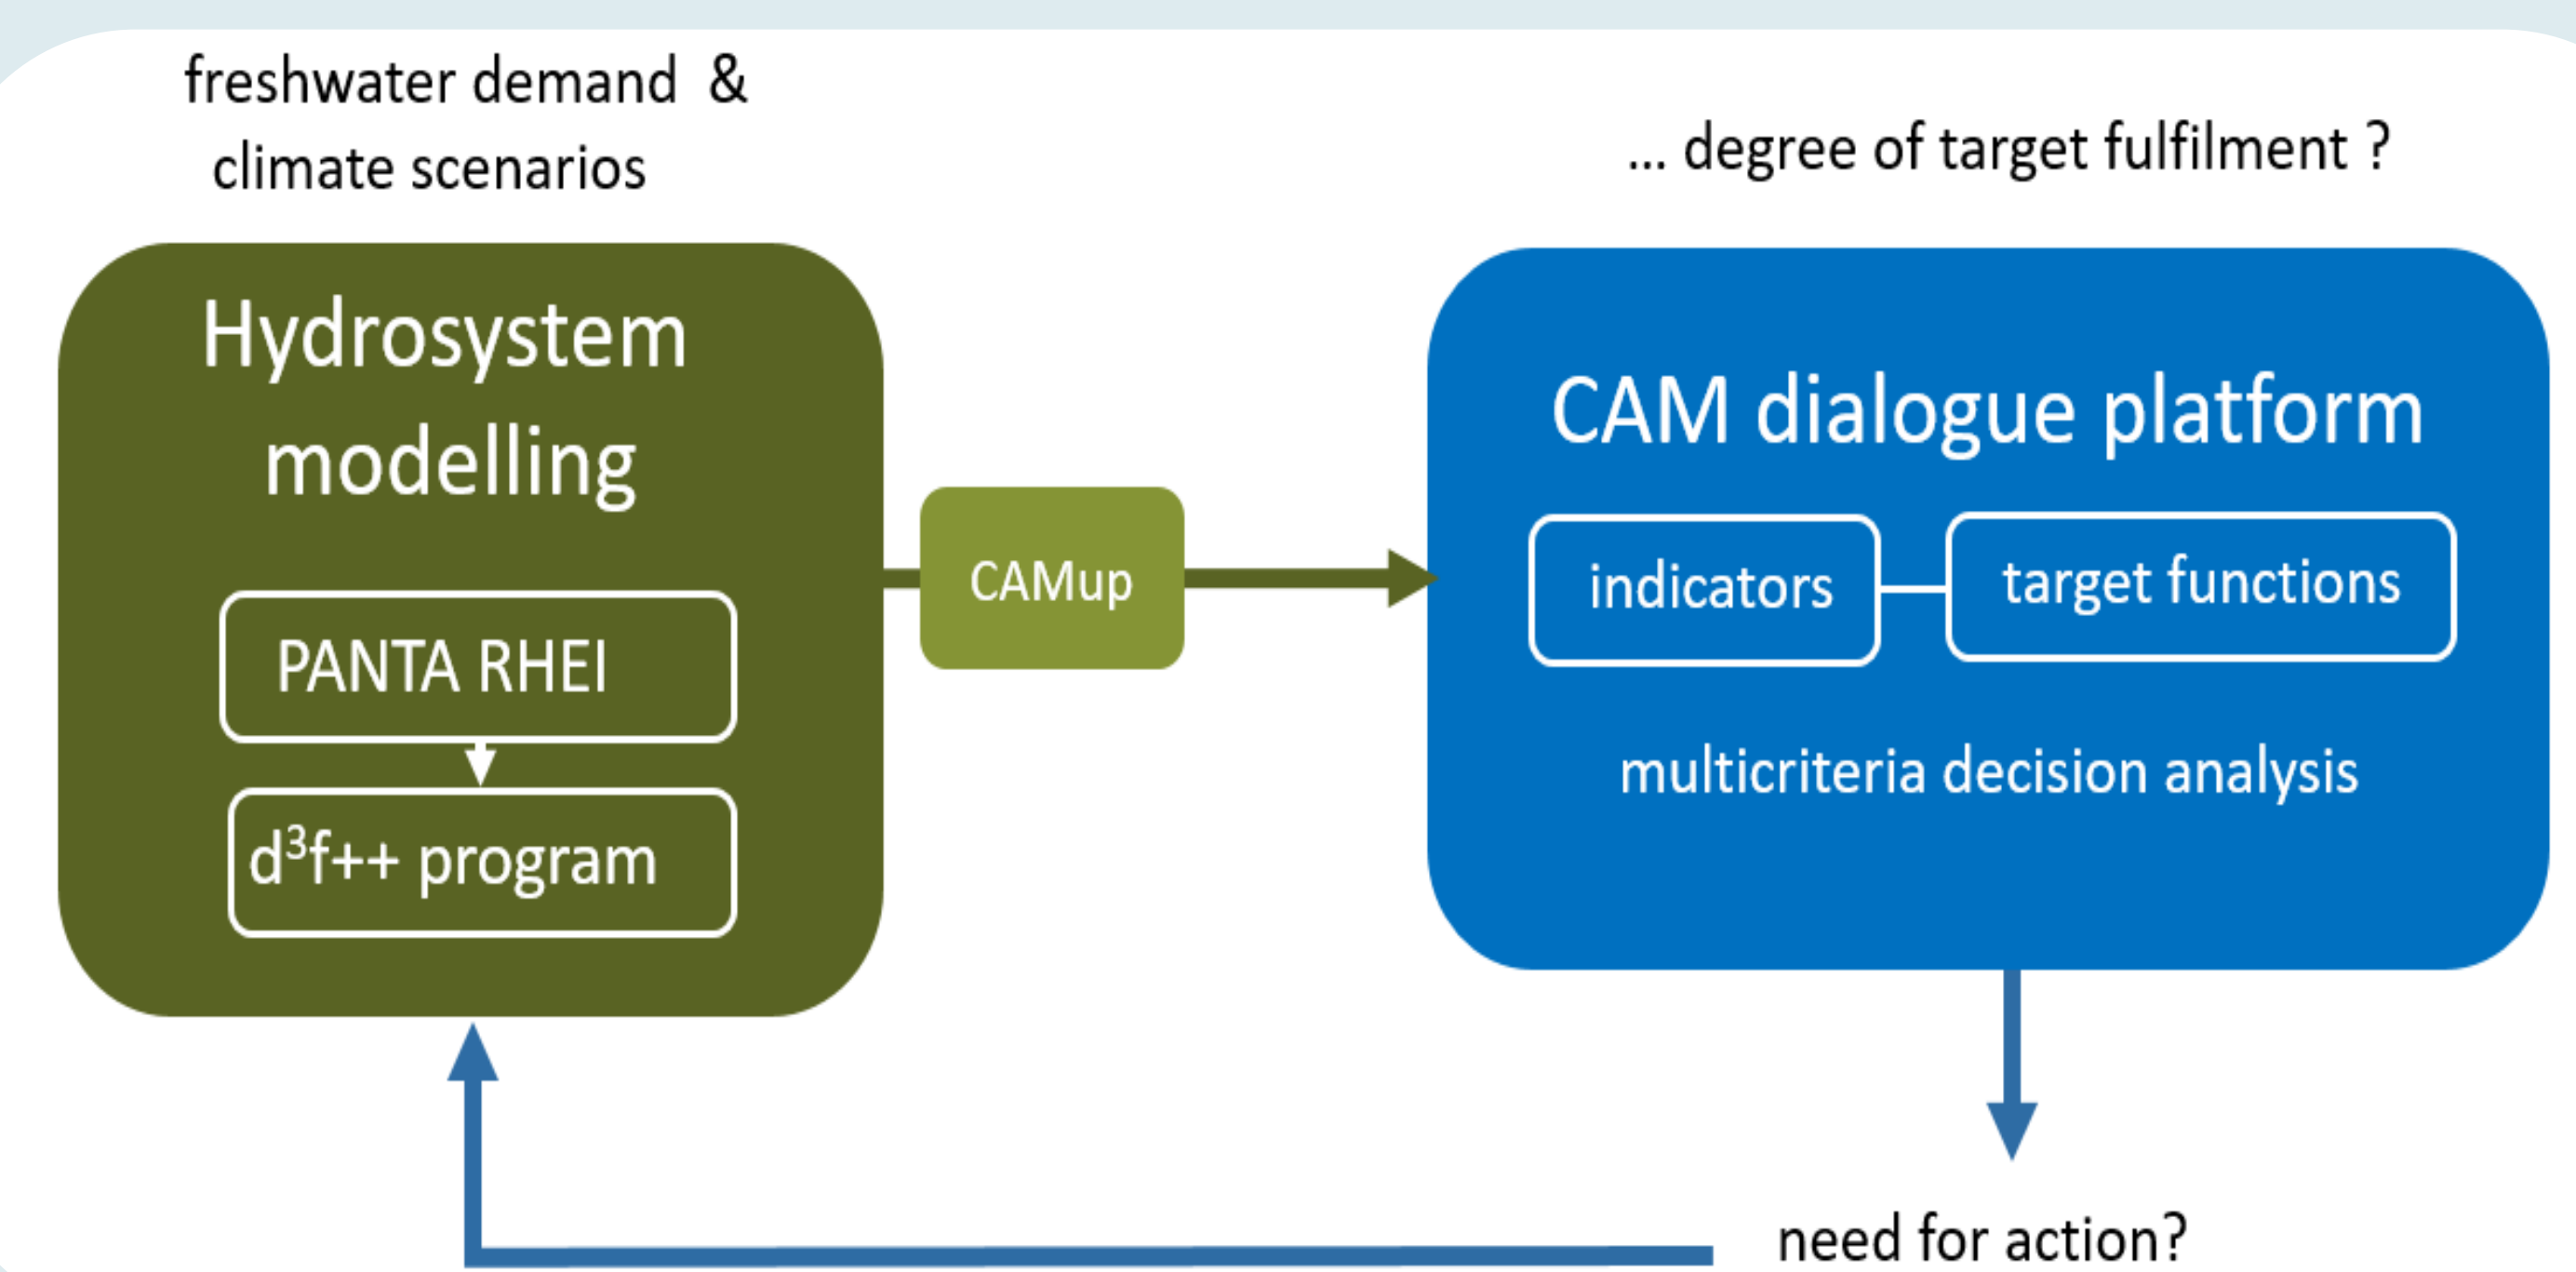 freshwater demand &
climate scenarios
... degree of target fulfilment ?
Hydrosystem
modelling
PANTA RHEI
d³f++ program
CAMup
CAM dialogue platform
indicators
target functions
multicriteria decision analysis
need for action?